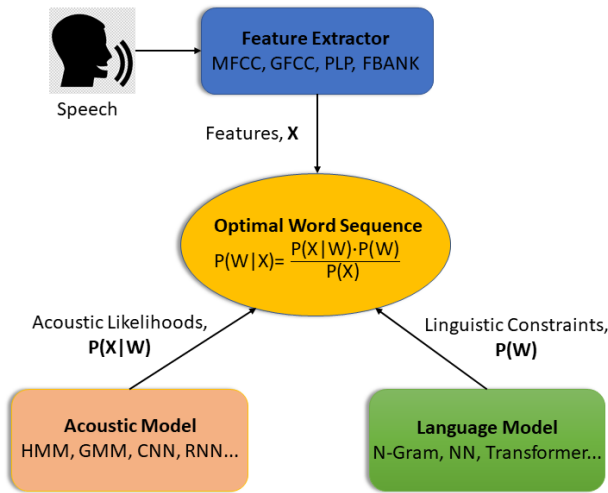 Feature Extractor
MFCC, GFCC, PLP, FBANK
Speech
Features, X
Optimal Word Sequence
P(W|X)= P(X|W)·P(W)
P(X)
Acoustic Likelihoods,
P(X|W)
Linguistic Constraints,
P(W)
Acoustic Model
HMM, GMM, CNN, RNN...
Language Model
N-Gram, NN, Transformer...